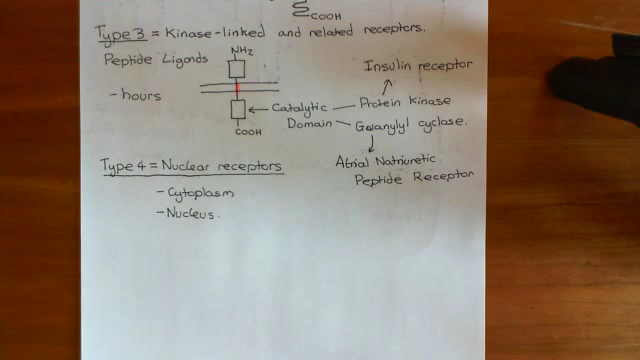 COOH
Type 3 = Kinase-linked and related receptors.
Peptide Ligands
NH2
Insulin receptor
- hours
Catalytic
Domain
Protein kinase
Guanylyl cyclase.
COOH
Atrial Natriuretic
Peptide Receptor
Type 4 = Nuclear receptors
- Cytoplasm
- Nucleus.